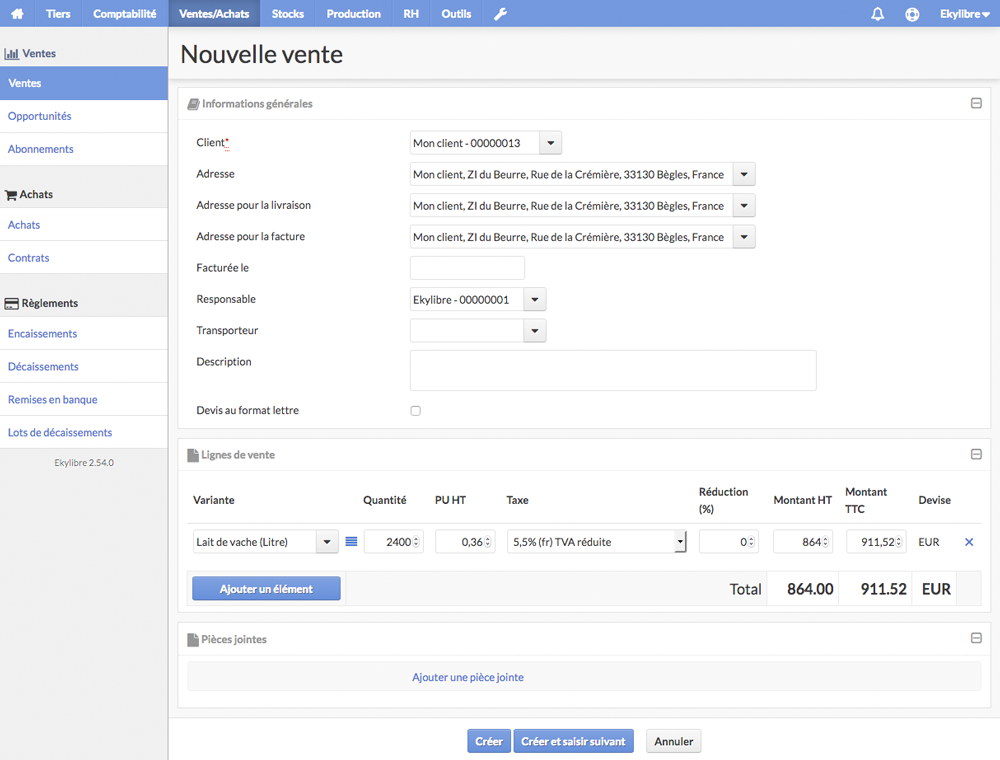 Tiers Comptabilité Ventes/Achats Stocks Production RH Outils Ekylibre
Ventes
Ventes
Opportunités
Abonnements
Achats
Achats
Contrats
Règlements
Encaissements
Décaissements
Remises en banque
Lots de décaissements
Ekylibre 2.54.0
Nouvelle vente
Informations générales
Client* Mon client - 00000013
Adresse Mon client, ZI du Beurre, Rue de la Crémière, 33130 Bègles, France
Adresse pour la livraison Mon client, ZI du Beurre, Rue de la Crémière, 33130 Bègles, France
Adresse pour la facture Mon client, ZI du Beurre, Rue de la Crémière, 33130 Bègles, France
Facturée le
Responsable Ekylibre - 00000001
Transporteur
Description
Devis au format lettre
Lignes de vente
Variante Quantité PU HT Taxe Réduction (%) Montant HT Montant TTC Devise
Lait de vache (Litre) 2400 0,36 5,5% (fr) TVA réduite 0 864 911,52 EUR
Ajouter un élément Total 864.00 911.52 EUR
Pièces jointes
Ajouter une pièce jointe
Créer Créer et saisir suivant Annuler